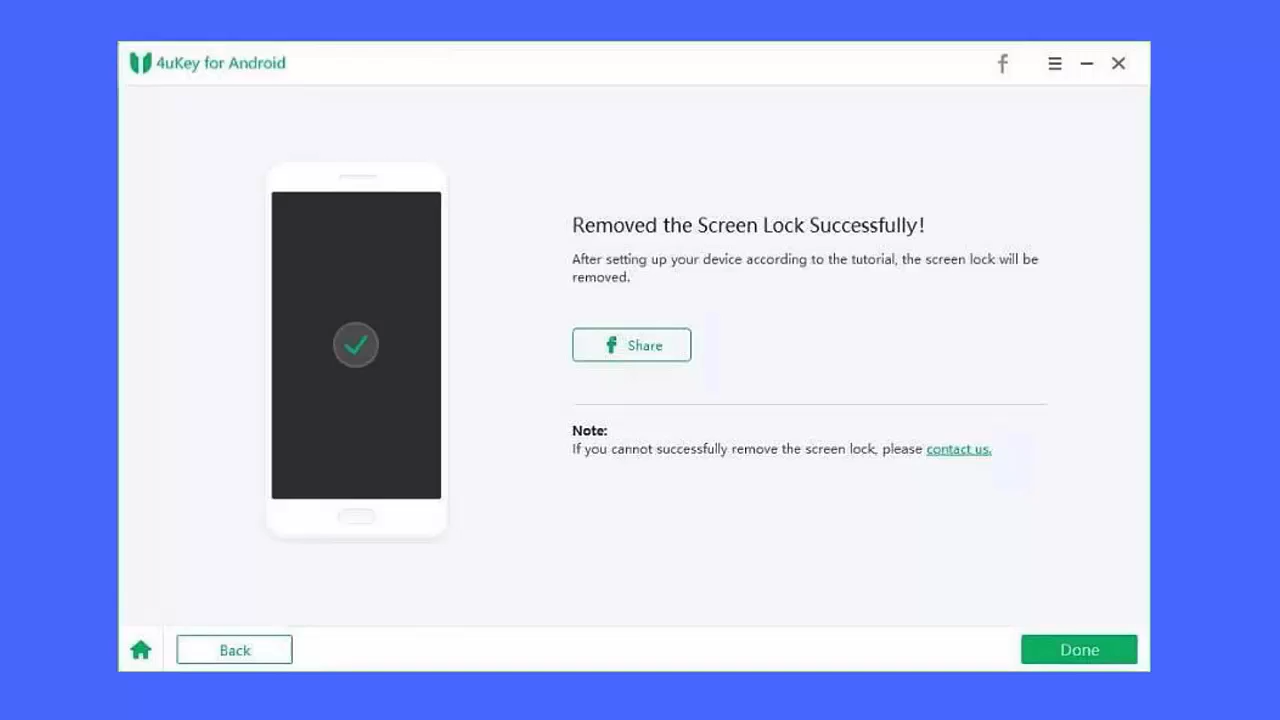 4uKey for Android
Removed the Screen Lock Successfully!
After setting up your device according to the tutorial, the screen lock will be
removed.
Share
Note:
If you cannot successfully remove the screen lock, please contact us.
Back
Done